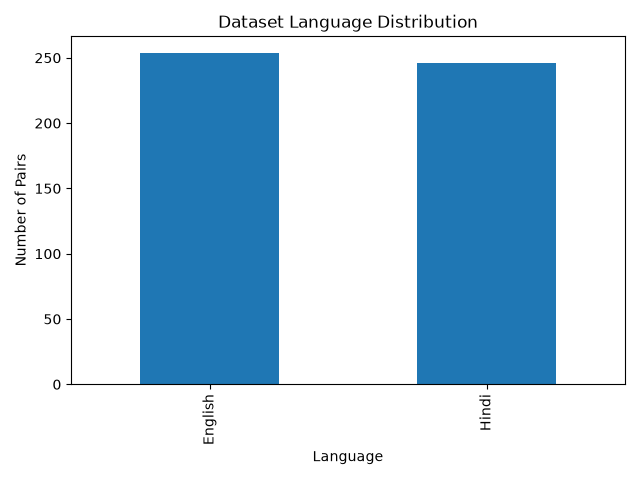 Dataset Language Distribution
Number of Pairs
250
200
150
100
50
0
English
Hindi
Language